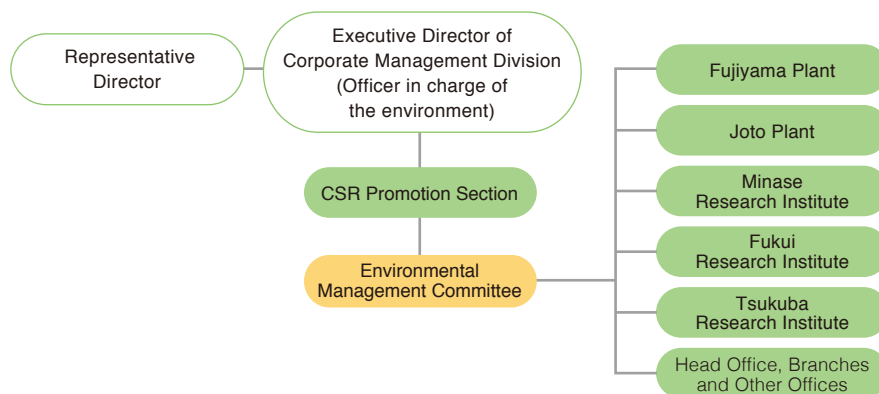 Representative
Director
Executive Director of
Corporate Management Division
(Officer in charge of
the environment)
CSR Promotion Section
Environmental
Management Committee
Fujiyama Plant
Joto Plant
Minase
Research Institute
Fukui
Research Institute
Tsukuba
Research Institute
Head Office, Branches
and Other Offices